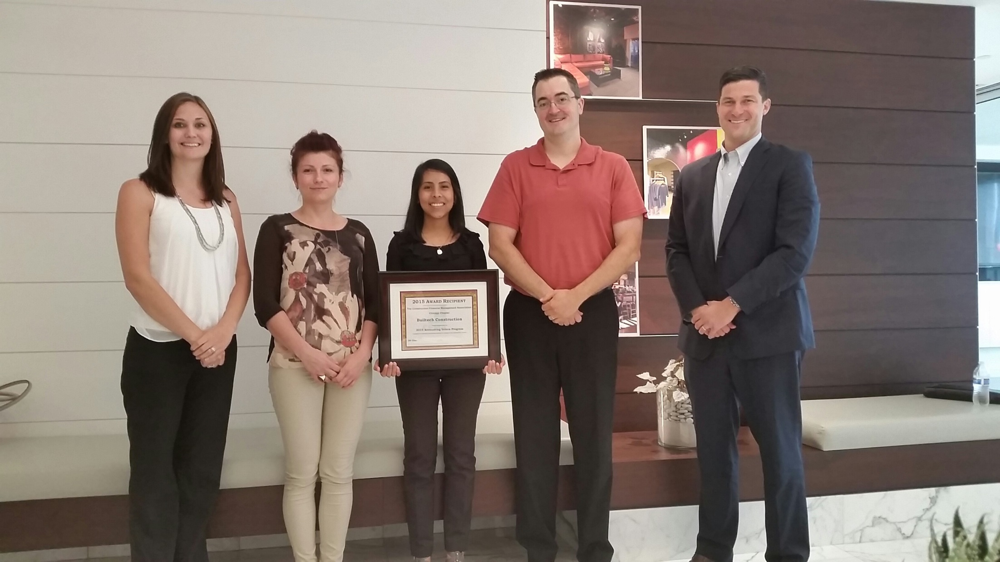 2015 AWARD RECIPIENT
The Construction Financial Management Association
Chicago Chapter
Builtech Construction
2015 Accounting Intern Program